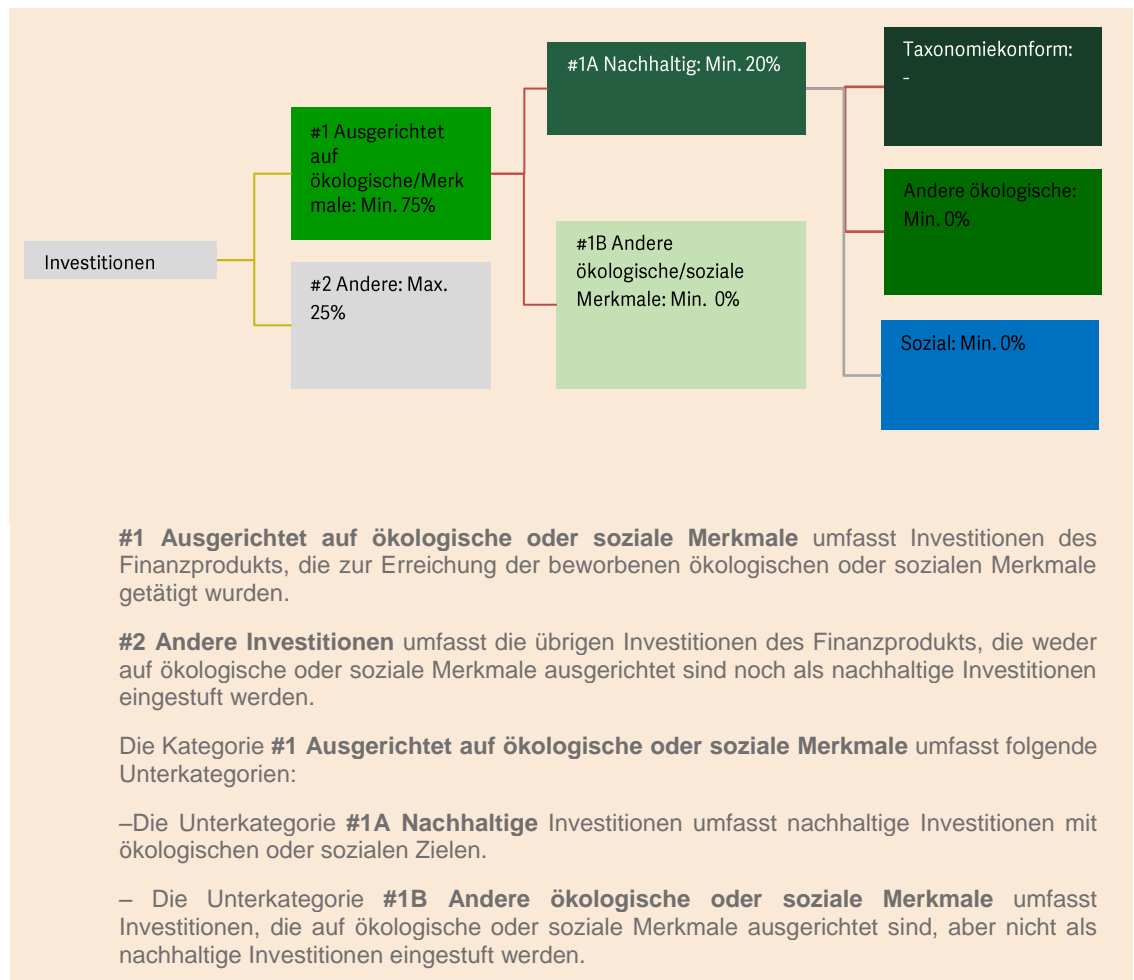 Investitionen
#1 Ausgerichtet
auf
ökologische/Merk
male: Min. 75%
#2 Andere: Max.
25%
#1A Nachhaltig: Min. 20%
#1B Andere
ökologische/soziale
Merkmale: Min. 0%
Taxonomiekonform:
-
Andere ökologische:
Min. 0%
Sozial: Min. 0%
#1 Ausgerichtet auf ökologische oder soziale Merkmale umfasst Investitionen des
Finanzprodukts, die zur Erreichung der beworbenen ökologischen oder sozialen Merkmale
getätigt wurden.
#2 Andere Investitionen umfasst die übrigen Investitionen des Finanzprodukts, die weder
auf ökologische oder soziale Merkmale ausgerichtet sind noch als nachhaltige Investitionen
eingestuft werden.
Die Kategorie #1 Ausgerichtet auf ökologische oder soziale Merkmale umfasst folgende
Unterkategorien:
–Die Unterkategorie #1A Nachhaltige Investitionen umfasst nachhaltige Investitionen mit
ökologischen oder sozialen Zielen.
– Die Unterkategorie #1B Andere ökologische oder soziale Merkmale umfasst
Investitionen, die auf ökologische oder soziale Merkmale ausgerichtet sind, aber nicht als
nachhaltige Investitionen eingestuft werden.